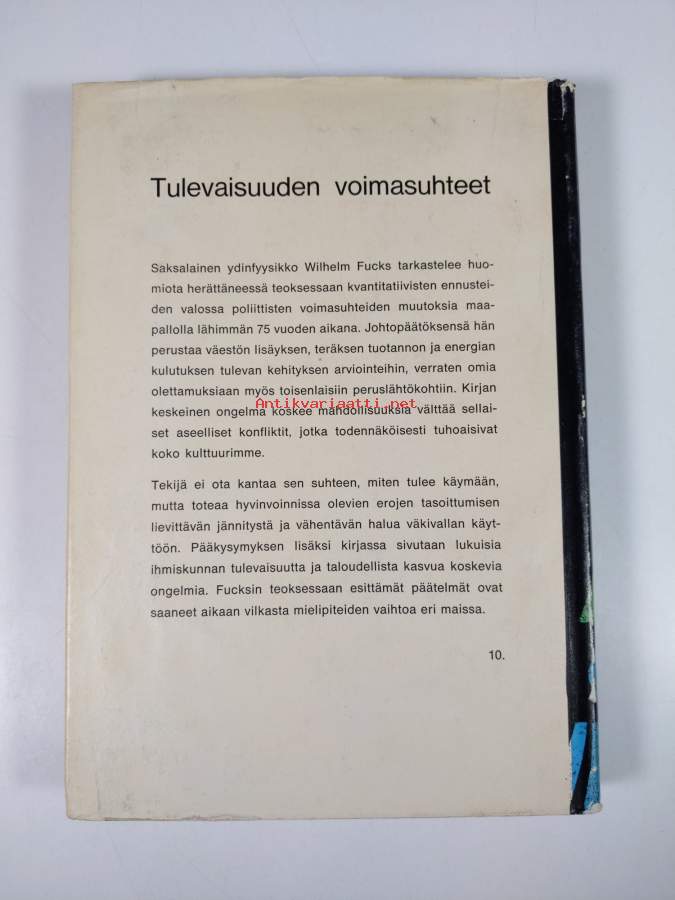 Tulevaisuuden voimasuhteet
Saksalainen ydinfyysikko Wilhelm Fucks tarkastelee huo-
miota herättäneessä teoksessaan kvantitatiivisten ennustei-
den valossa poliittisten voimasuhteiden muutoksia maa-
pallolla lähimmän 75 vuoden aikana. Johtopäätöksensä hän
perustaa väestön lisäyksen, teräksen tuotannon ja energian
kulutuksen tulevan kehityksen arviointeihin, verraten omia
olettamuksiaan myös toisenlaisiin peruslähtökohtiin. Kirjan
Antikvariaatti.net
keskeinen ongelma koskee mahdollisuuksia välttää sellai-
set aseelliset konfliktit, jotka todennäköisesti tuhoaisivat
koko kulttuurimme.
Tekijä ei ota kantaa sen suhteen, miten tulee käymään,
mutta toteaa hyvinvoinnissa olevien erojen tasoittumisen
lievittävän jännitystä ja vähentävän halua väkivallan käyt-
töön. Pääkysymyksen lisäksi kirjassa sivutaan lukuisia
ihmiskunnan tulevaisuutta ja taloudellista kasvua koskevia
ongelmia. Fucksin teoksessaan esittämät päätelmät ovat
saaneet aikaan vilkasta mielipiteiden vaihtoa eri maissa.
10.